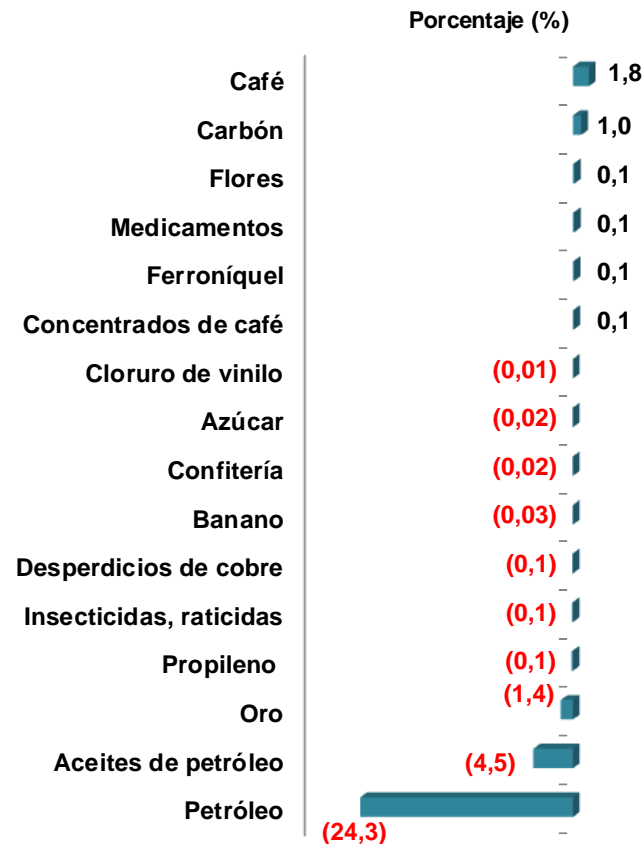 Porcentaje (%)
Café 1,8
Carbón 1,0
Flores 0,1
Medicamentos 0,1
Ferroníquel 0,1
Concentrados de café 0,1
Cloruro de vinilo (0,01)
Azúcar (0,02)
Confitería (0,02)
Banano (0,03)
Desperdicios de cobre (0,1)
Insecticidas, raticidas (0,1)
Propileno (0,1)
Oro (1,4)
Aceites de petróleo (4,5)
Petróleo (24,3)